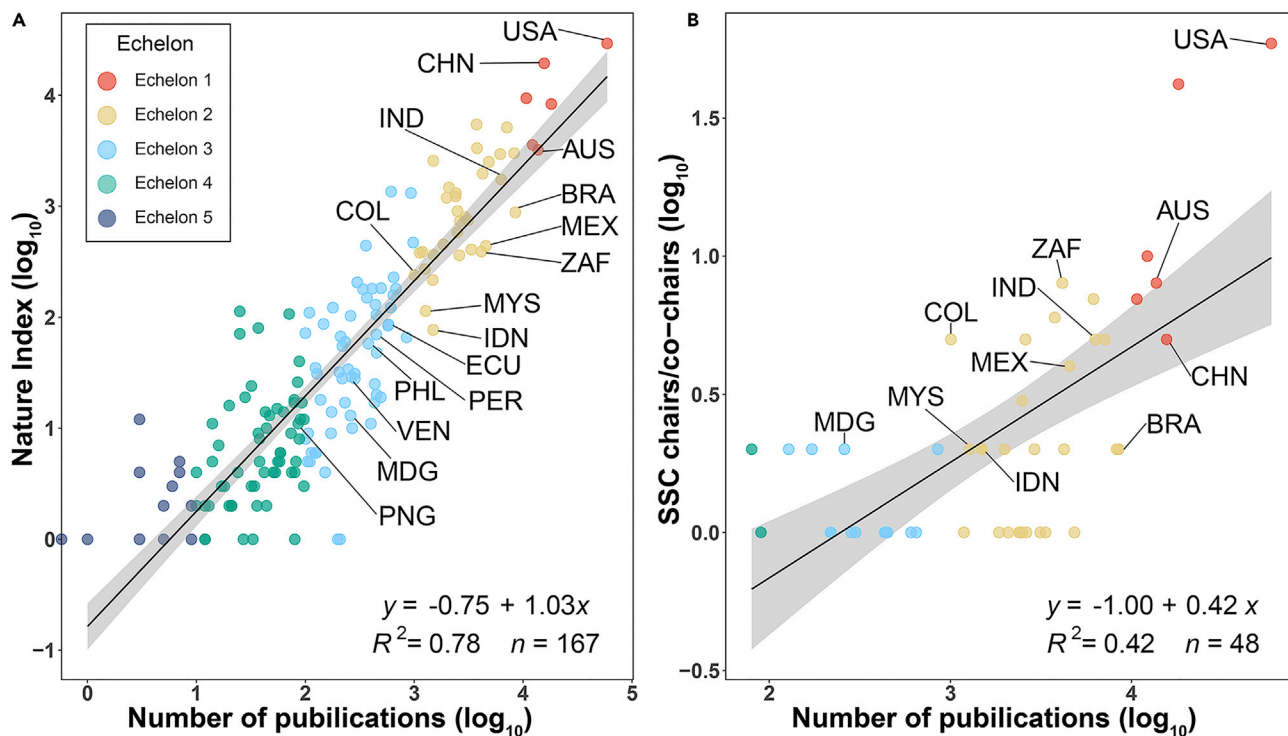 A
Echelon
Echelon 1
Echelon 2
Echelon 3
Echelon 4
Echelon 5
USA
CHN
IND
AUS
COL
BRA
MEX
ZAF
MYS
IDN
ECU
PHL
PER
VEN
MDG
PNG
y = -0.75 + 1.03x
R² = 0.78 n = 167
4
3
2
1
0
−1
Nature Index (log₁₀)
0 1 2 3 4 5
Number of pubilications (log₁₀)
B
USA
AUS
ZAF
IND
COL
MEX
CHN
MYS
MDG
BRA
IDN
y = -1.00 + 0.42 x
R² = 0.42 n = 48
1.5
1.0
0.5
0.0
−0.5
SSC chairs/co-chairs (log₁₀)
2 3 4
Number of pubilications (log₁₀)